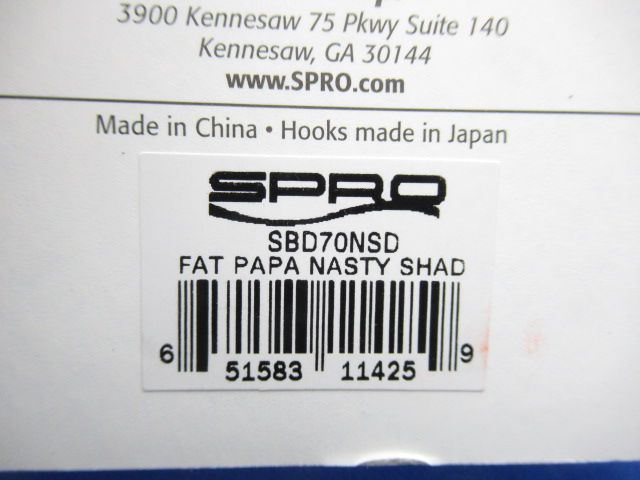 3900 Kennesaw 75 Pkwy Suite 140
Kennesaw, GA 30144
www.SPRO.com
Made in China • Hooks made in Japan
SPRO
SBD70NSD
FAT PAPA NASTY SHAD
6 51583 11425 9